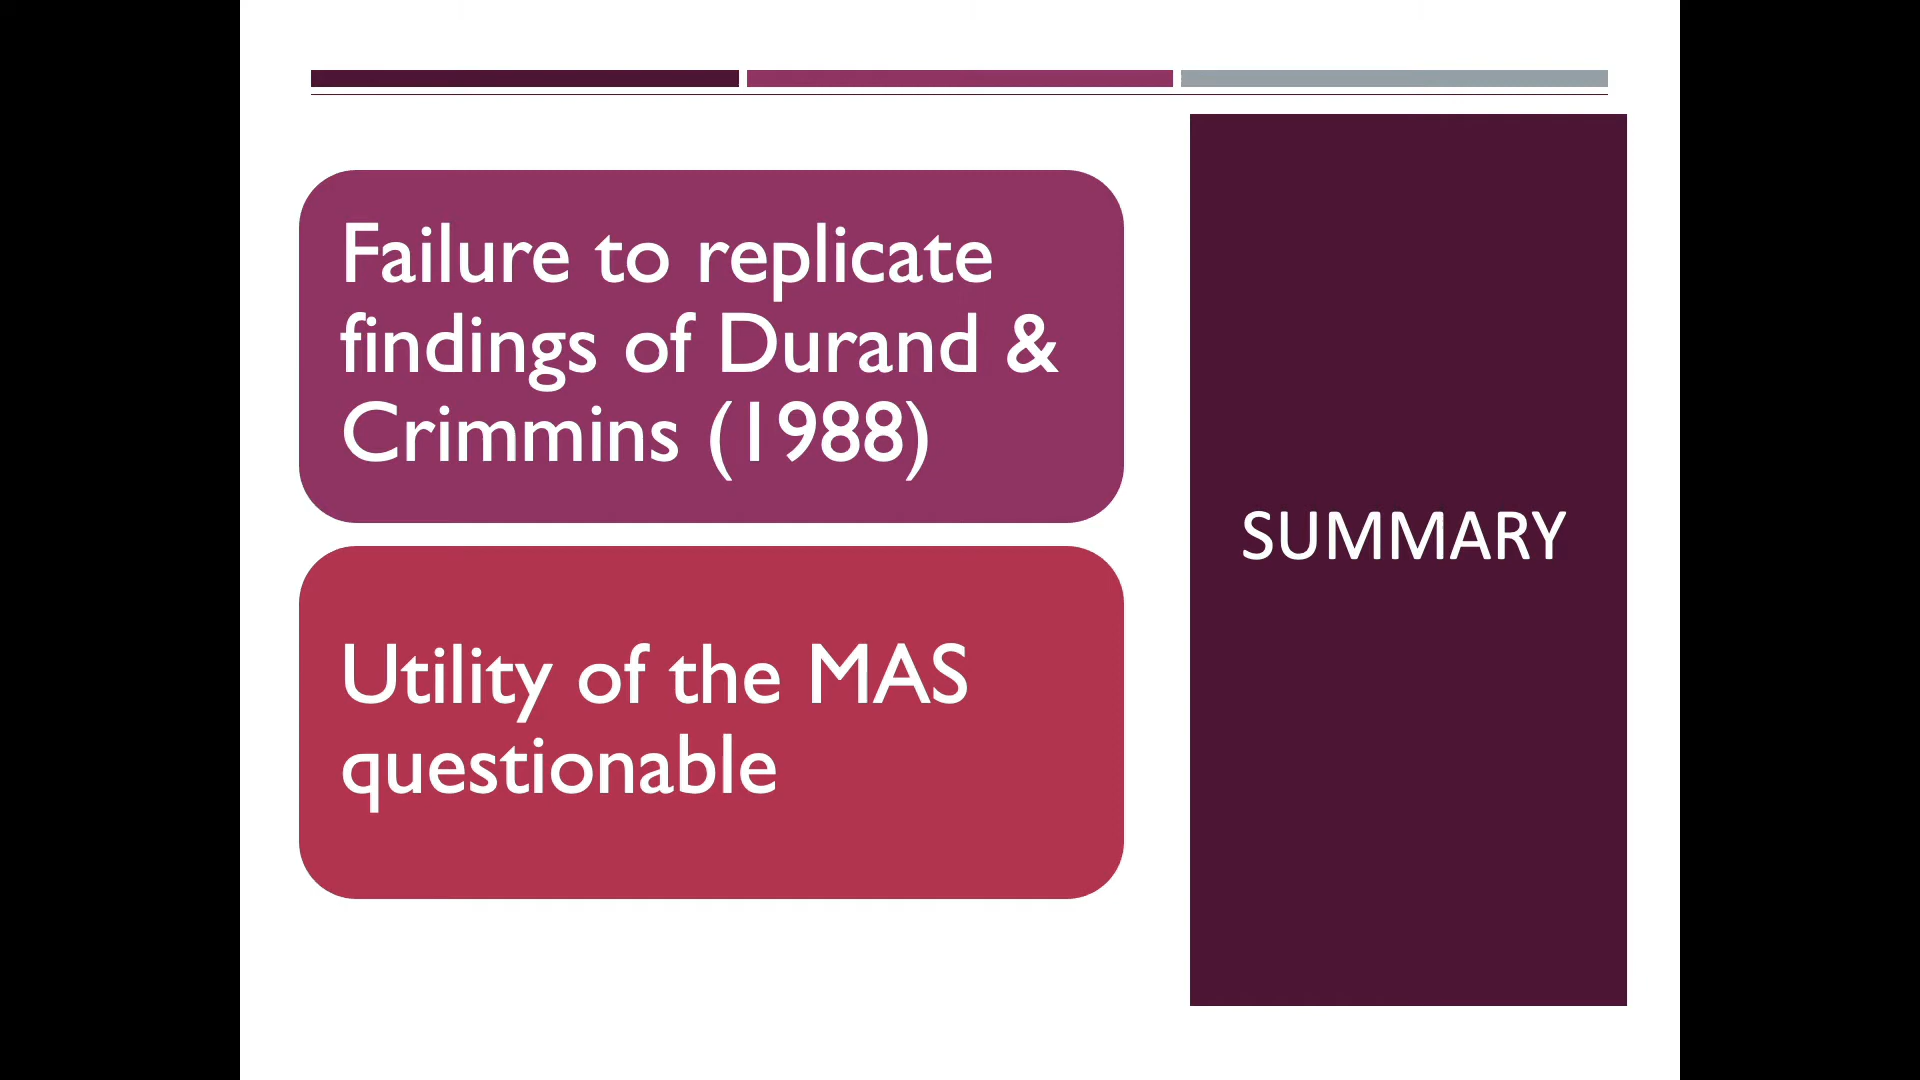 Failure to replicate
findings of Durand &
Crimmins (1988)
Utility of the MAS
questionable
SUMMARY